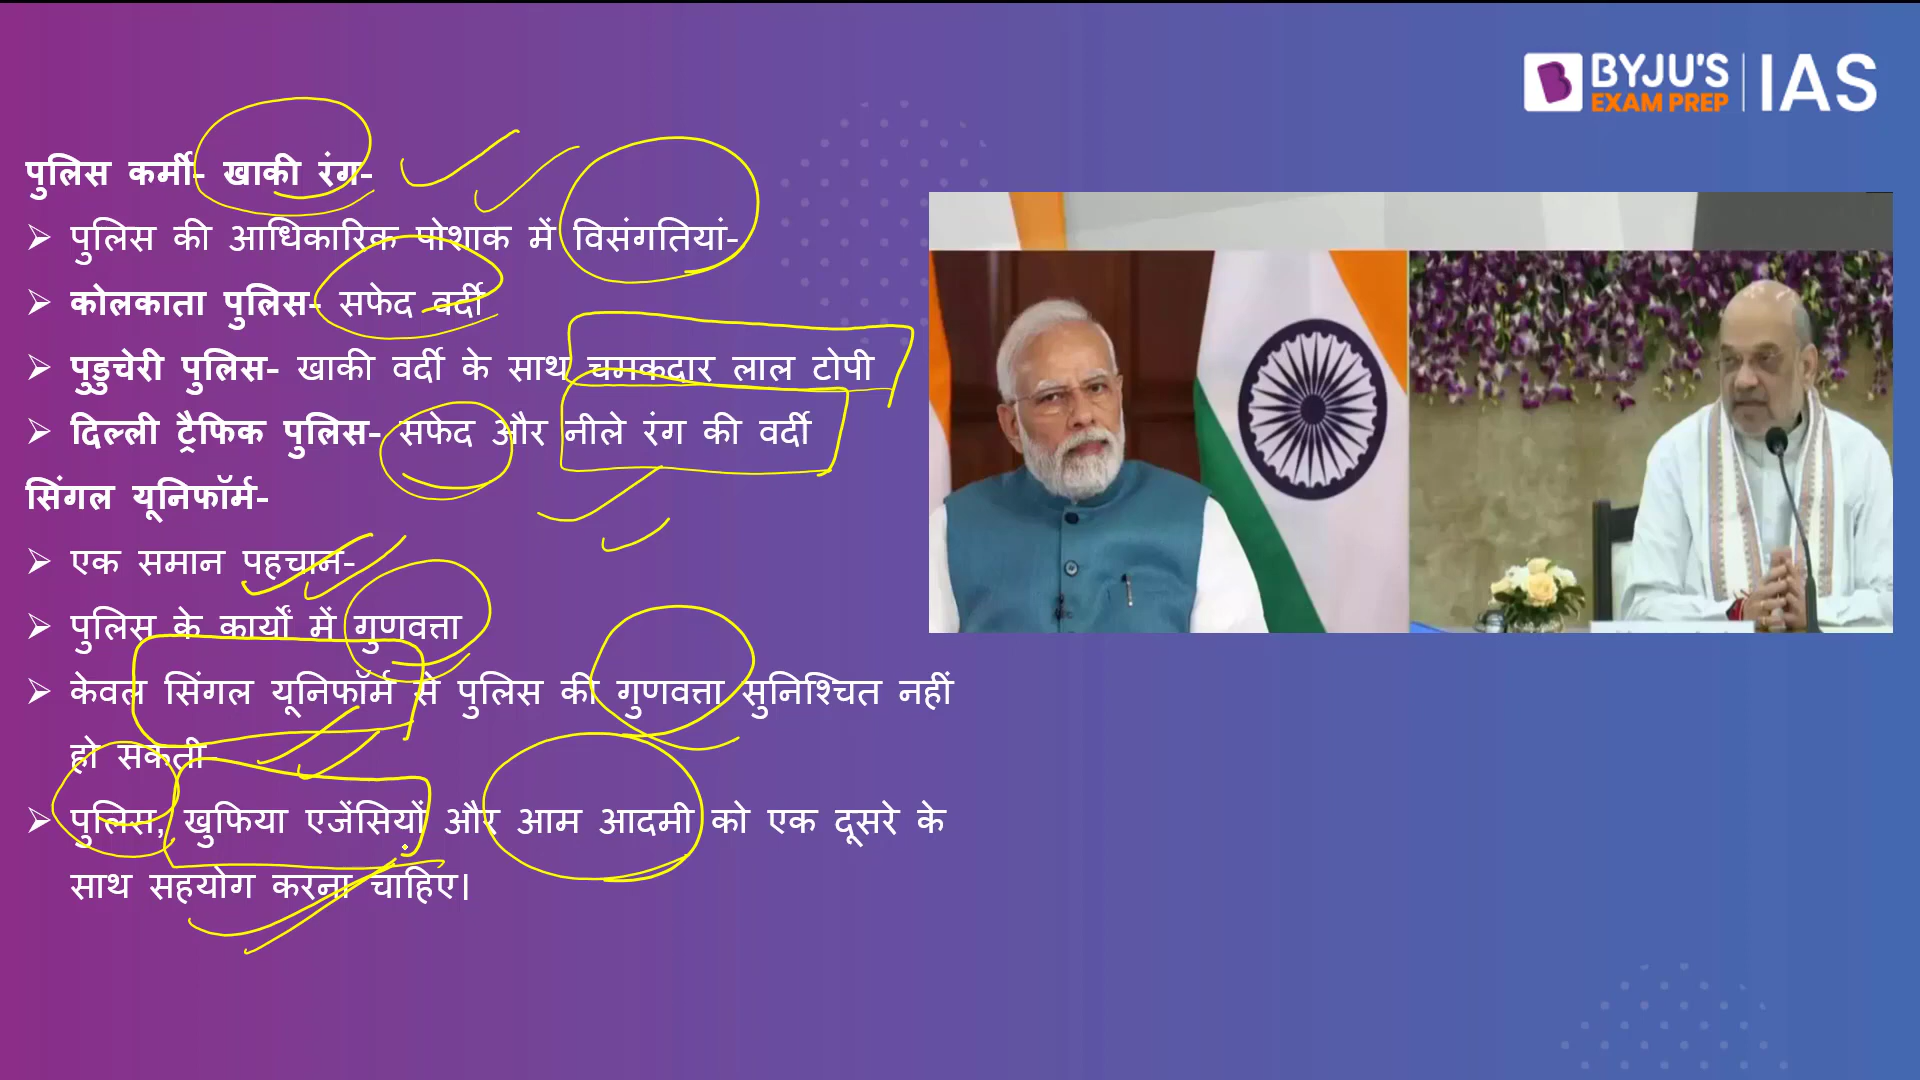 BYJU'S
EXAM PREP
IAS
पुलिस कर्मी- खाकी रंग-
पुलिस की आधिकारिक पोशाक में विसंगतियां-
कोलकाता पुलिस- सफेद वर्दी
पुडुचेरी पुलिस- खाकी वर्दी के साथ चमकदार लाल टोपी
दिल्ली ट्रैफिक पुलिस- सफेद और नीले रंग की वर्दी
सिंगल यूनिफॉर्म-
एक समान पहचान-
पुलिस के कार्यों में गुणवत्ता
केवल सिंगल यूनिफॉर्म से पुलिस की गुणवत्ता सुनिश्चित नहीं
हो सकती
पुलिस, खुफिया एजेंसियों और आम आदमी को एक दूसरे के
साथ सहयोग करना चाहिए।